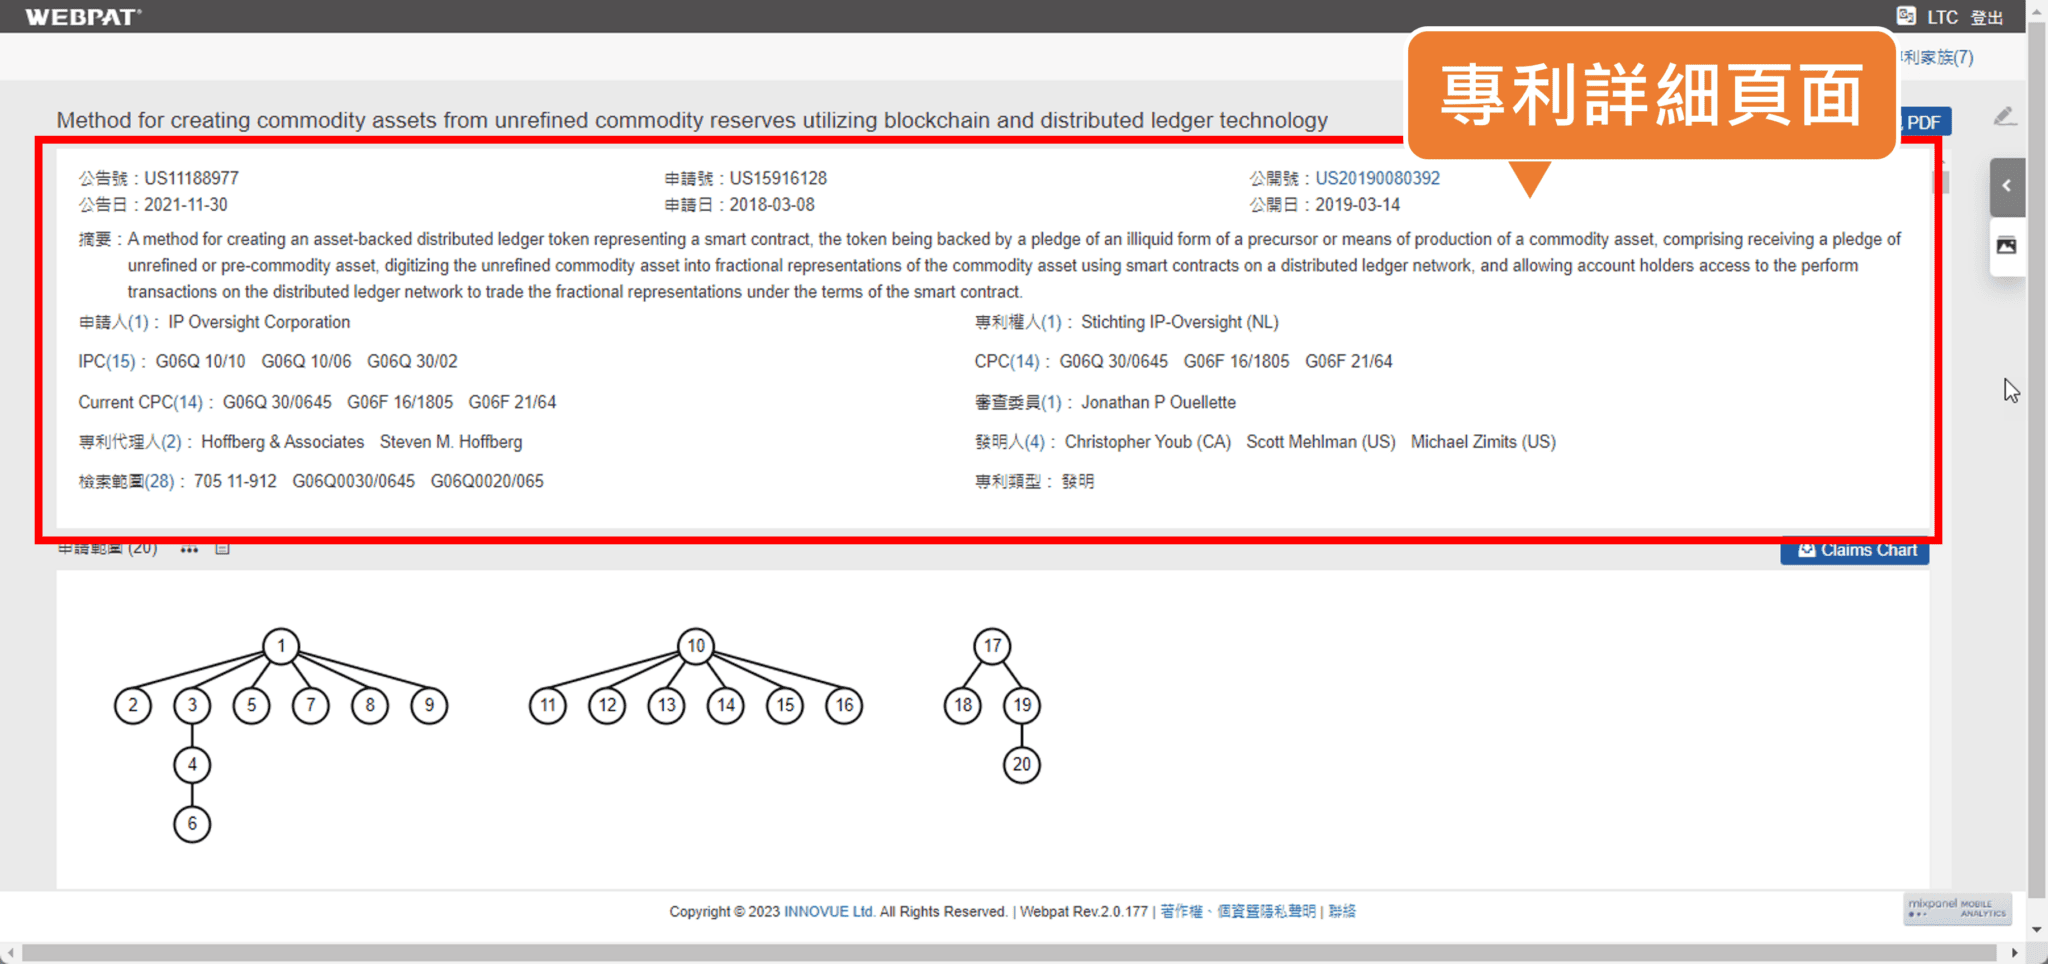 WEBPAT
LTC 登出
利家族(7)
專利詳細頁面
Method for creating commodity assets from unrefined commodity reserves utilizing blockchain and distributed ledger technology
PDF
公告號：US11188977 申請號：US15916128 公開號：US20190080392
公告日：2021-11-30 申請日：2018-03-08 公開日：2019-03-14
摘要：A method for creating an asset-backed distributed ledger token representing a smart contract, the token being backed by a pledge of an illiquid form of a precursor or means of production of a commodity asset, comprising receiving a pledge of
unrefined or pre-commodity asset, digitizing the unrefined commodity asset into fractional representations of the commodity asset using smart contracts on a distributed ledger network, and allowing account holders access to the perform
transactions on the distributed ledger network to trade the fractional representations under the terms of the smart contract.
申請人(1)： IP Oversight Corporation 專利權人(1)： Stichting IP-Oversight (NL)
IPC(15)： G06Q 10/10 G06Q 10/06 G06Q 30/02 CPC(14)： G06Q 30/0645 G06F 16/1805 G06F 21/64
Current CPC(14)： G06Q 30/0645 G06F 16/1805 G06F 21/64 審查委員(1)： Jonathan P Ouellette
專利代理人(2)： Hoffberg & Associates Steven M. Hoffberg 發明人(4)： Christopher Youb (CA) Scott Mehlman (US) Michael Zimits (US)
檢索範圍(28)： 705 11-912 G06Q0030/0645 G06Q0020/065 專利類型： 發明
申請範圍 (20)
Claims Chart
1 10 17
2 3 5 7 8 9 11 12 13 14 15 16 18 19
4 20
6
Copyright © 2023 INNOVUE Ltd. All Rights Reserved. | Webpat Rev.2.0.177 | 著作權、個資暨隱私聲明 | 聯絡
mixpanel MOBILE
ANALYTICS